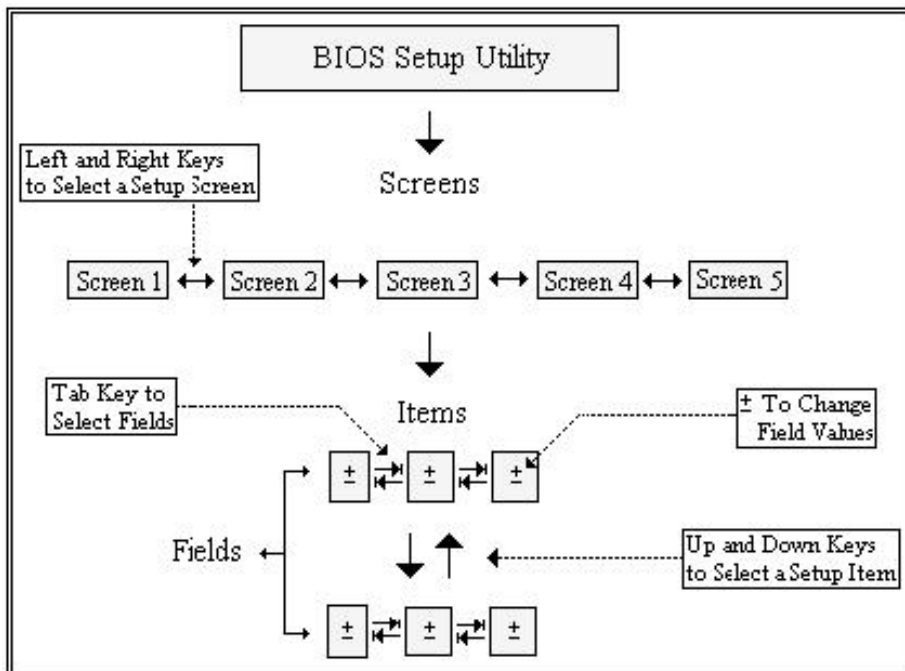 BIOS Setup Utility
Left and Right Keys
to Select a Setup Screen
Screens
Screen 1
Screen 2
Screen 3
Screen 4
Screen 5
Tab Key to
Select Fields
Items
± To Change
Field Values
± ± ±
Fields
Up and Down Keys
to Select a Setup Item
± ± ±